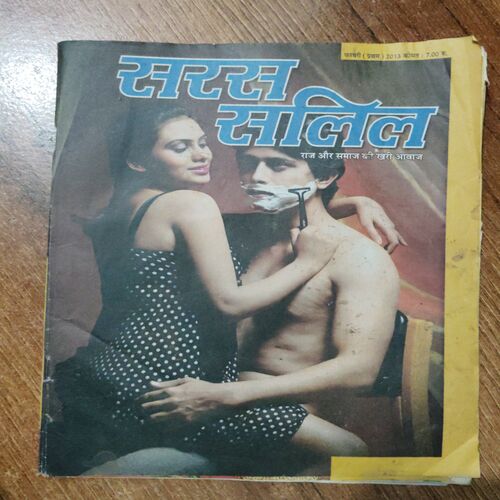 फरवरी ( प्रथम ) 2013 कीमत : 7.00 रु.
सरस
सलिल
राज और समाज की खरी आवाज